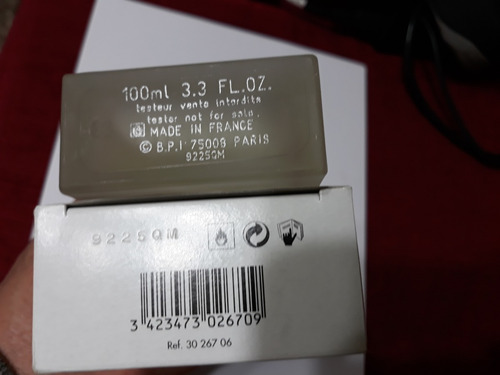 100ml 3.3 FL.OZ.
testeur vente interdite
tester not for sale.
MADE IN FRANCE
© B.P.I 75008 PARIS
9225QM
9225QM
3 423473 026709
Ref. 30 267 06